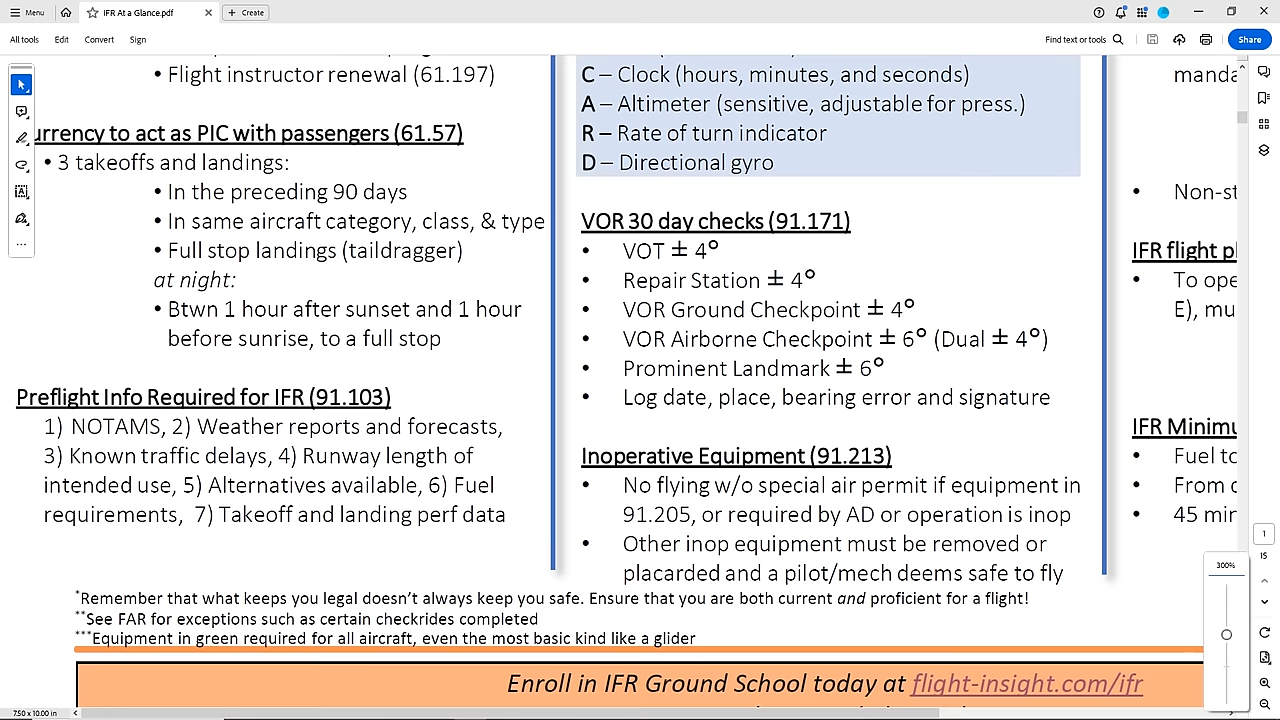 Menu
IFR At a Glance.pdf
Create
All tools
Edit
Convert
Sign
Find text or tools
Share
• Flight instructor renewal (61.197)
urrency to act as PIC with passengers (61.57)
• 3 takeoffs and landings:
• In the preceding 90 days
• In same aircraft category, class, & type
• Full stop landings (taildragger)
at night:
• Btwn 1 hour after sunset and 1 hour
before sunrise, to a full stop
Preflight Info Required for IFR (91.103)
1) NOTAMS, 2) Weather reports and forecasts,
3) Known traffic delays, 4) Runway length of
intended use, 5) Alternatives available, 6) Fuel
requirements, 7) Takeoff and landing perf data
C – Clock (hours, minutes, and seconds)
A – Altimeter (sensitive, adjustable for press.)
R – Rate of turn indicator
D – Directional gyro
VOR 30 day checks (91.171)
• VOT ± 4°
• Repair Station ± 4°
• VOR Ground Checkpoint ± 4°
• VOR Airborne Checkpoint ± 6° (Dual ± 4°)
• Prominent Landmark ± 6°
• Log date, place, bearing error and signature
Inoperative Equipment (91.213)
• No flying w/o special air permit if equipment in
91.205, or required by AD or operation is inop
• Other inop equipment must be removed or
placarded and a pilot/mech deems safe to fly
manda
• Non-st
IFR flight pl
• To ope
E), mu
IFR Minimu
• Fuel to
• From d
• 45 min
*Remember that what keeps you legal doesn't always keep you safe. Ensure that you are both current and proficient for a flight!
**See FAR for exceptions such as certain checkrides completed
***Equipment in green required for all aircraft, even the most basic kind like a glider
Enroll in IFR Ground School today at flight-insight.com/ifr
1
15
300%
7.50 x 10.00 in